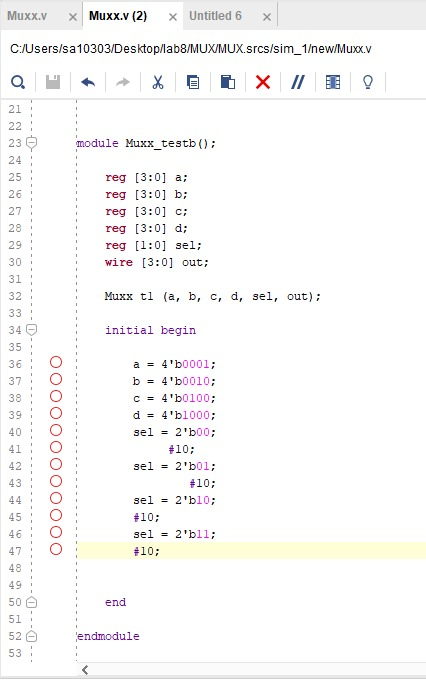 Muxx.v × Muxx.v (2) × Untitled 6 ×
C:/Users/sa10303/Desktop/lab8/MUX/MUX.srcs/sim_1/new/Muxx.v
21
22
23 module Muxx_testb();
24
25 reg [3:0] a;
26 reg [3:0] b;
27 reg [3:0] c;
28 reg [3:0] d;
29 reg [1:0] sel;
30 wire [3:0] out;
31
32 Muxx t1 (a, b, c, d, sel, out);
33
34 initial begin
35
36 a = 4'b0001;
37 b = 4'b0010;
38 c = 4'b0100;
39 d = 4'b1000;
40 sel = 2'b00;
41 #10;
42 sel = 2'b01;
43 #10;
44 sel = 2'b10;
45 #10;
46 sel = 2'b11;
47 #10;
48
49
50 end
51
52 endmodule
53